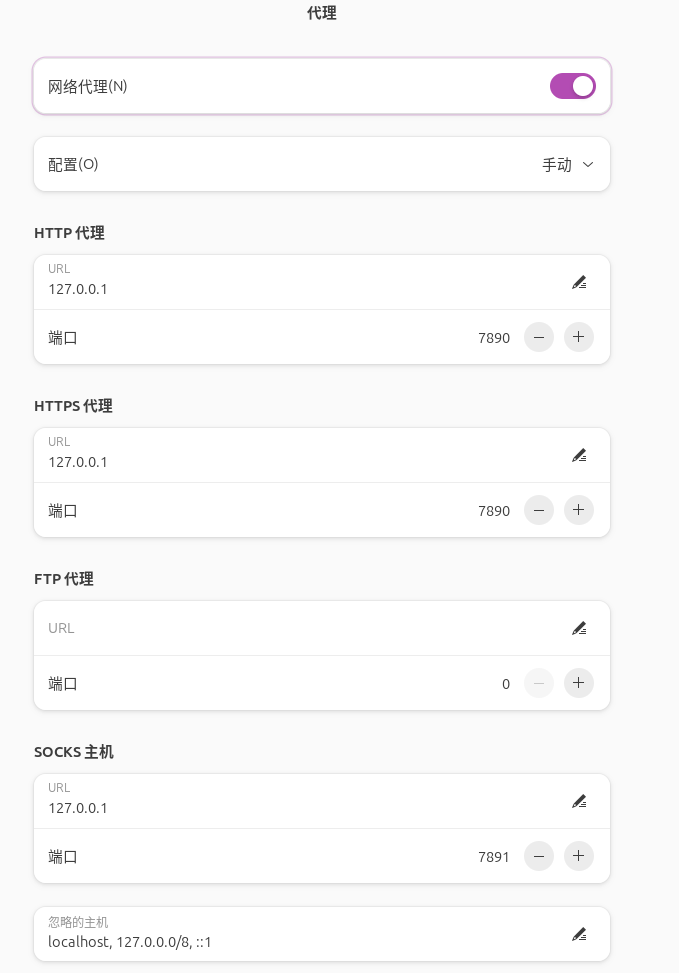 代理
网络代理(N)
配置(O) 手动
HTTP 代理
URL
127.0.0.1
端口 7890
HTTPS 代理
URL
127.0.0.1
端口 7890
FTP 代理
URL
端口 0
SOCKS 主机
URL
127.0.0.1
端口 7891
忽略的主机
localhost, 127.0.0.0/8, ::1